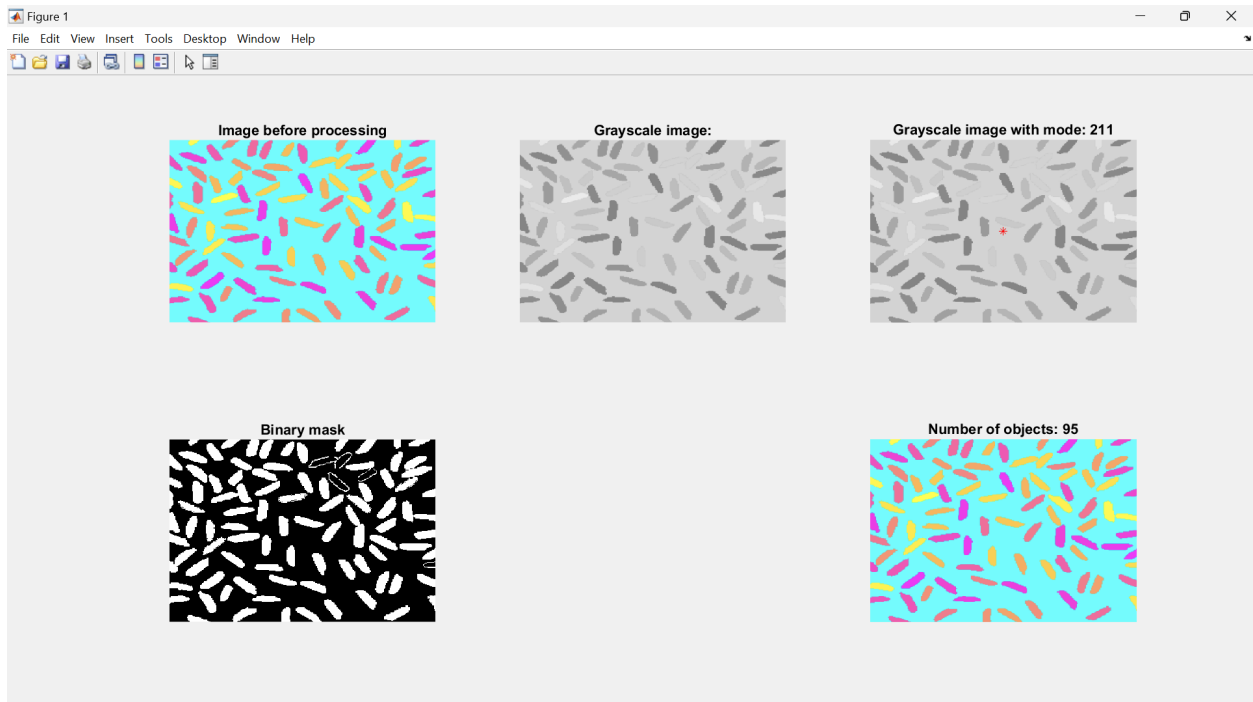 Figure 1
File Edit View Insert Tools Desktop Window Help
Image before processing
Grayscale image:
Grayscale image with mode: 211
Binary mask
Number of objects: 95